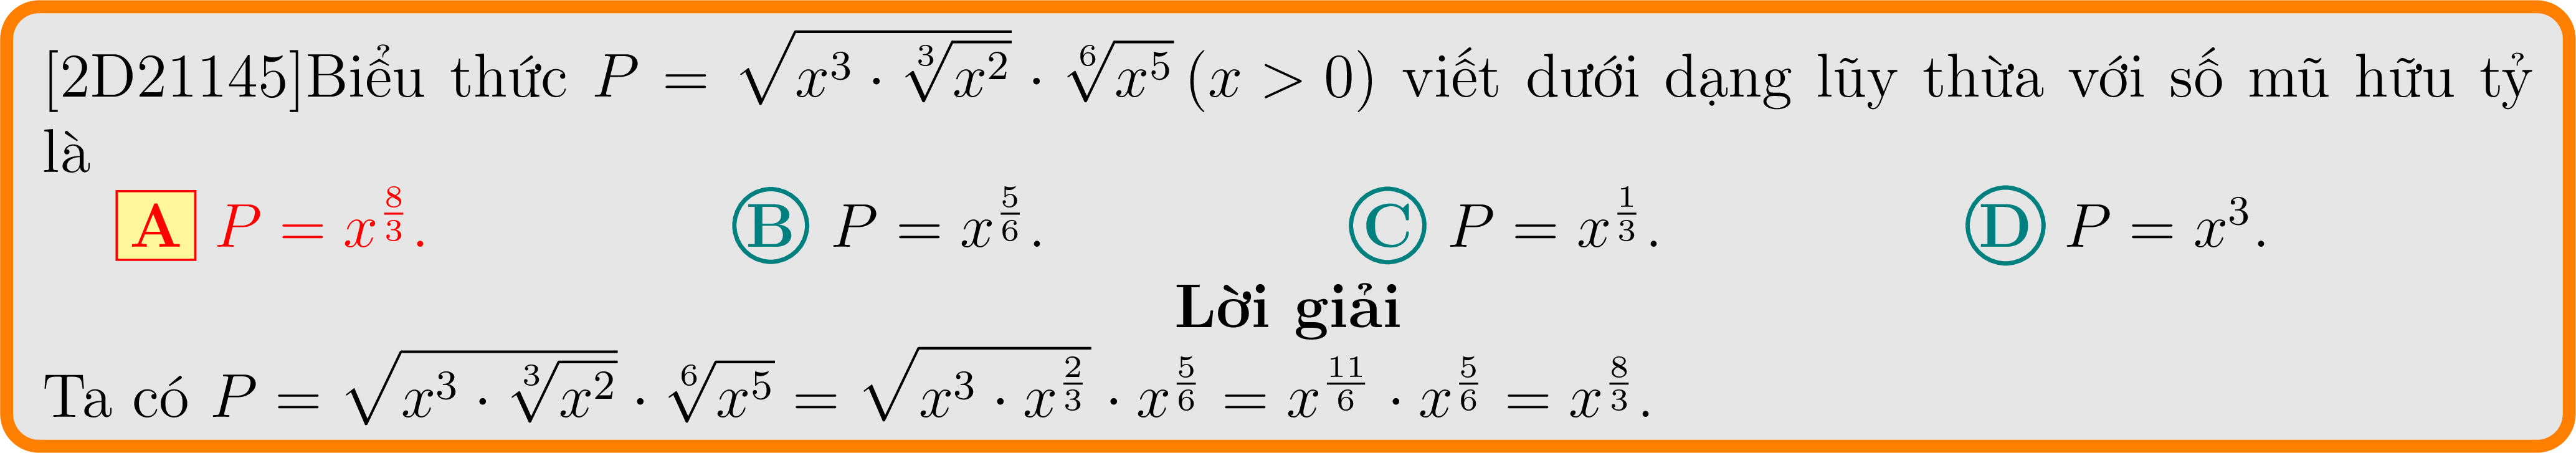 [2D21145]Biểu thức $P = \sqrt{x^3 \cdot \sqrt[3]{x^2}} \cdot \sqrt[6]{x^5}\,(x > 0)$ viết dưới dạng lũy thừa với số mũ hữu tỷ
là
A $P = x^{\frac{8}{3}}$. B $P = x^{\frac{5}{6}}$. C $P = x^{\frac{1}{3}}$. D $P = x^3$.
Lời giải
Ta có $P = \sqrt{x^3 \cdot \sqrt[3]{x^2}} \cdot \sqrt[6]{x^5} = \sqrt{x^3 \cdot x^{\frac{2}{3}}} \cdot x^{\frac{5}{6}} = x^{\frac{11}{6}} \cdot x^{\frac{5}{6}} = x^{\frac{8}{3}}$.